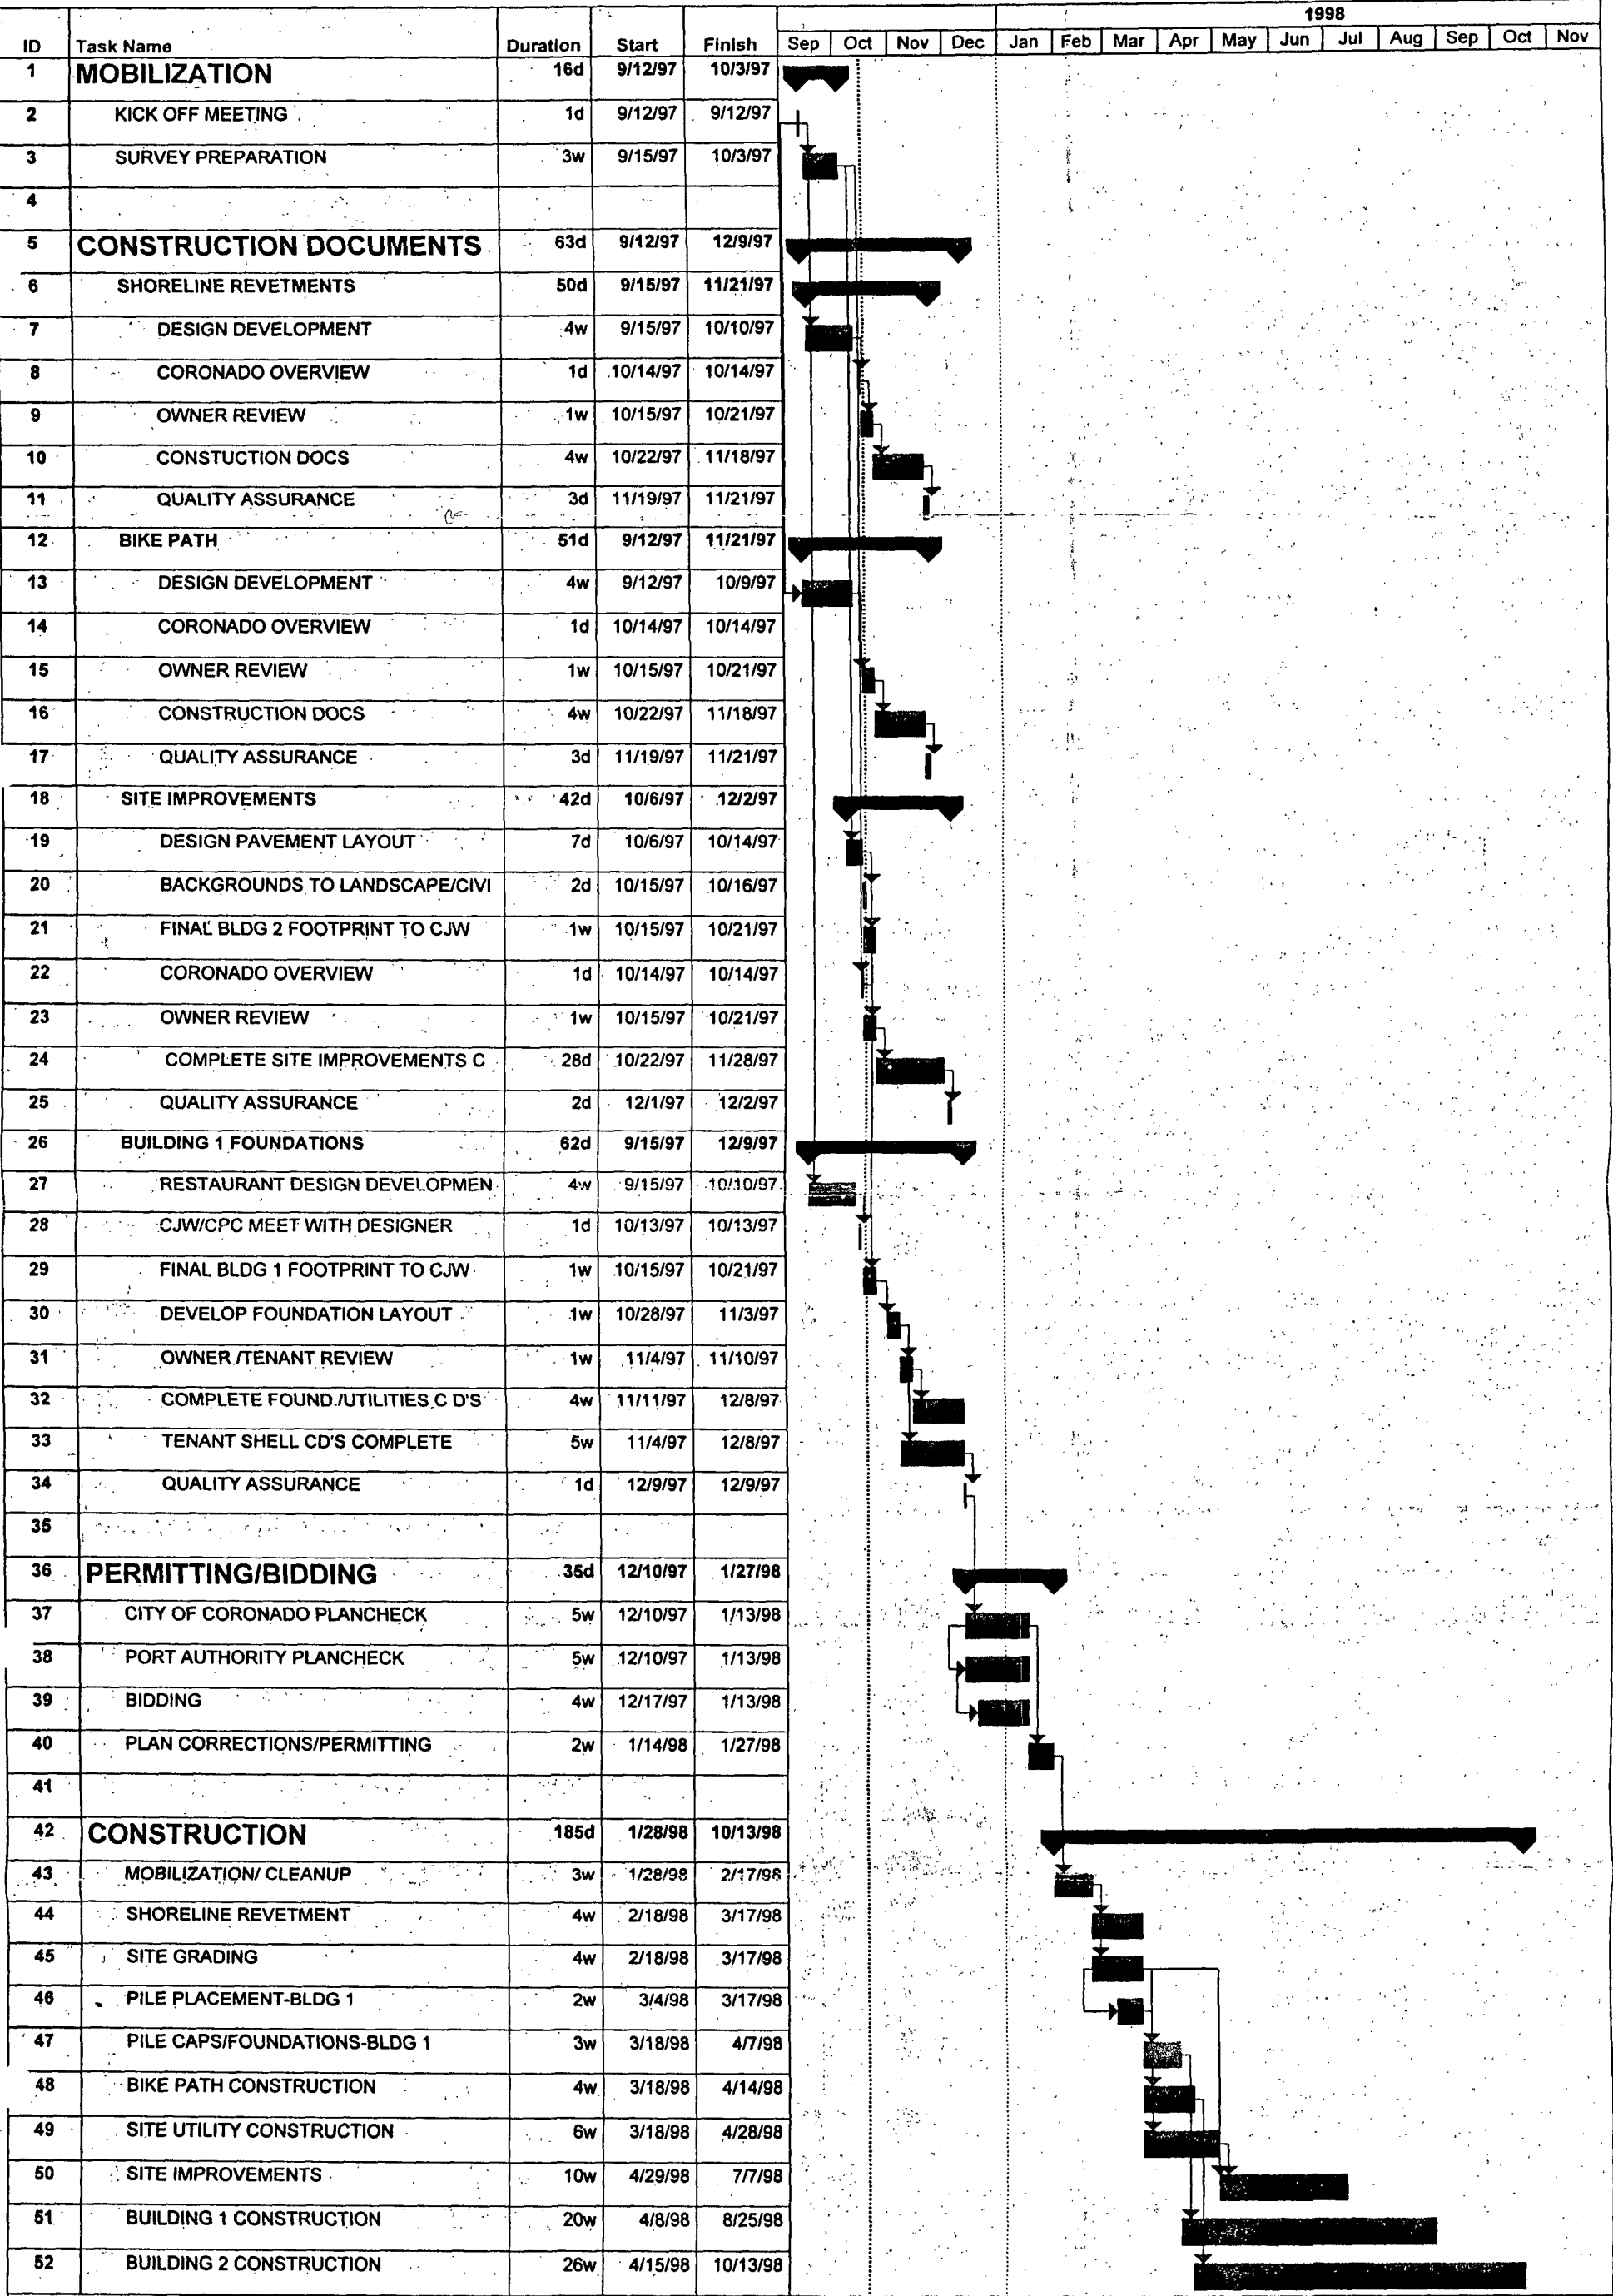 1998
ID Task Name Duration Start Finish Sep Oct Nov Dec Jan Feb Mar Apr May Jun Jul Aug Sep Oct Nov
1 MOBILIZATION 16d 9/12/97 10/3/97
2 KICK OFF MEETING 1d 9/12/97 9/12/97
3 SURVEY PREPARATION 3w 9/15/97 10/3/97
4
5 CONSTRUCTION DOCUMENTS 63d 9/12/97 12/9/97
6 SHORELINE REVETMENTS 50d 9/15/97 11/21/97
7 DESIGN DEVELOPMENT 4w 9/15/97 10/10/97
8 CORONADO OVERVIEW 1d 10/14/97 10/14/97
9 OWNER REVIEW 1w 10/15/97 10/21/97
10 CONSTUCTION DOCS 4w 10/22/97 11/18/97
11 QUALITY ASSURANCE 3d 11/19/97 11/21/97
12 BIKE PATH 51d 9/12/97 11/21/97
13 DESIGN DEVELOPMENT 4w 9/12/97 10/9/97
14 CORONADO OVERVIEW 1d 10/14/97 10/14/97
15 OWNER REVIEW 1w 10/15/97 10/21/97
16 CONSTRUCTION DOCS 4w 10/22/97 11/18/97
17 QUALITY ASSURANCE 3d 11/19/97 11/21/97
18 SITE IMPROVEMENTS 42d 10/6/97 12/2/97
19 DESIGN PAVEMENT LAYOUT 7d 10/6/97 10/14/97
20 BACKGROUNDS TO LANDSCAPE/CIVI 2d 10/15/97 10/16/97
21 FINAL BLDG 2 FOOTPRINT TO CJW 1w 10/15/97 10/21/97
22 CORONADO OVERVIEW 1d 10/14/97 10/14/97
23 OWNER REVIEW 1w 10/15/97 10/21/97
24 COMPLETE SITE IMPROVEMENTS C 28d 10/22/97 11/28/97
25 QUALITY ASSURANCE 2d 12/1/97 12/2/97
26 BUILDING 1 FOUNDATIONS 62d 9/15/97 12/9/97
27 RESTAURANT DESIGN DEVELOPMEN 4w 9/15/97 10/10/97
28 CJW/CPC MEET WITH DESIGNER 1d 10/13/97 10/13/97
29 FINAL BLDG 1 FOOTPRINT TO CJW 1w 10/15/97 10/21/97
30 DEVELOP FOUNDATION LAYOUT 1w 10/28/97 11/3/97
31 OWNER /TENANT REVIEW 1w 11/4/97 11/10/97
32 COMPLETE FOUND./UTILITIES C D'S 4w 11/11/97 12/8/97
33 TENANT SHELL CD'S COMPLETE 5w 11/4/97 12/8/97
34 QUALITY ASSURANCE 1d 12/9/97 12/9/97
35
36 PERMITTING/BIDDING 35d 12/10/97 1/27/98
37 CITY OF CORONADO PLANCHECK 5w 12/10/97 1/13/98
38 PORT AUTHORITY PLANCHECK 5w 12/10/97 1/13/98
39 BIDDING 4w 12/17/97 1/13/98
40 PLAN CORRECTIONS/PERMITTING 2w 1/14/98 1/27/98
41
42 CONSTRUCTION 185d 1/28/98 10/13/98
43 MOBILIZATION/ CLEANUP 3w 1/28/98 2/17/98
44 SHORELINE REVETMENT 4w 2/18/98 3/17/98
45 SITE GRADING 4w 2/18/98 3/17/98
46 PILE PLACEMENT-BLDG 1 2w 3/4/98 3/17/98
47 PILE CAPS/FOUNDATIONS-BLDG 1 3w 3/18/98 4/7/98
48 BIKE PATH CONSTRUCTION 4w 3/18/98 4/14/98
49 SITE UTILITY CONSTRUCTION 6w 3/18/98 4/28/98
50 SITE IMPROVEMENTS 10w 4/29/98 7/7/98
51 BUILDING 1 CONSTRUCTION 20w 4/8/98 8/25/98
52 BUILDING 2 CONSTRUCTION 26w 4/15/98 10/13/98